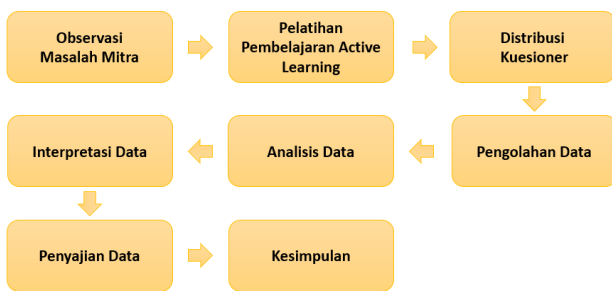 Observasi
Masalah Mitra
Pelatihan
Pembelajaran Active
Learning
Distribusi
Kuesioner
Pengolahan Data
Analisis Data
Interpretasi Data
Penyajian Data
Kesimpulan